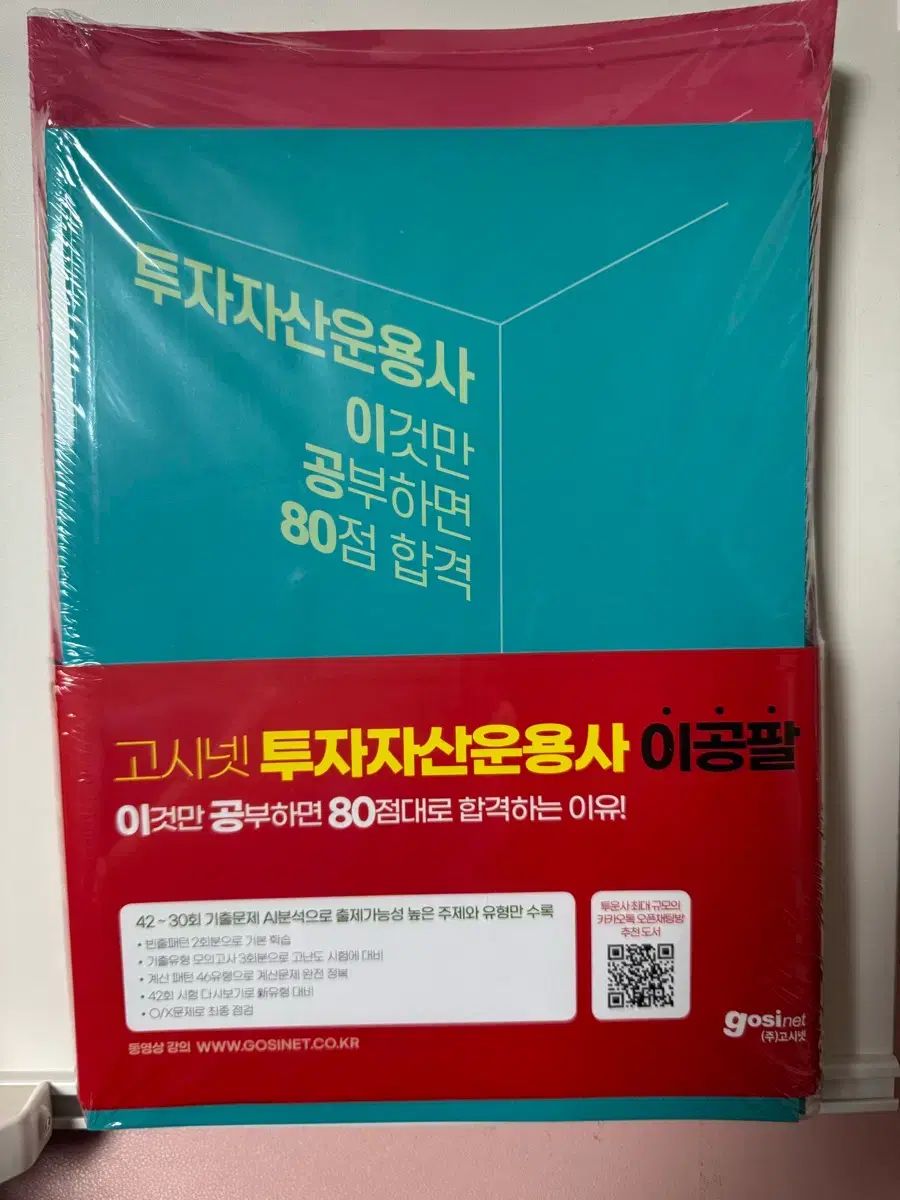 투자자산운용사
이것만
공부하면
80점 합격
고시넷 투자자산운용사 이공팔
이것만 공부하면 80점대로 합격하는 이유!
42 ~ 30회 기출문제 AI분석으로 출제가능성 높은 주제와 유형만 수록
• 빈출패턴 2회분으로 기본 학습
• 기출유형 모의고사 3회분으로 고난도 시험에 대비
• 계산 패턴 46유형으로 계산문제 완전 정복
• 42회 시험 다시보기로 新유형 대비
• O/X문제로 최종 점검
투운사 최대 규모의
카카오톡 오픈채팅방
추천 도서
gosinet
(주)고시넷
동영상 강의 WWW.GOSINET.CO.KR